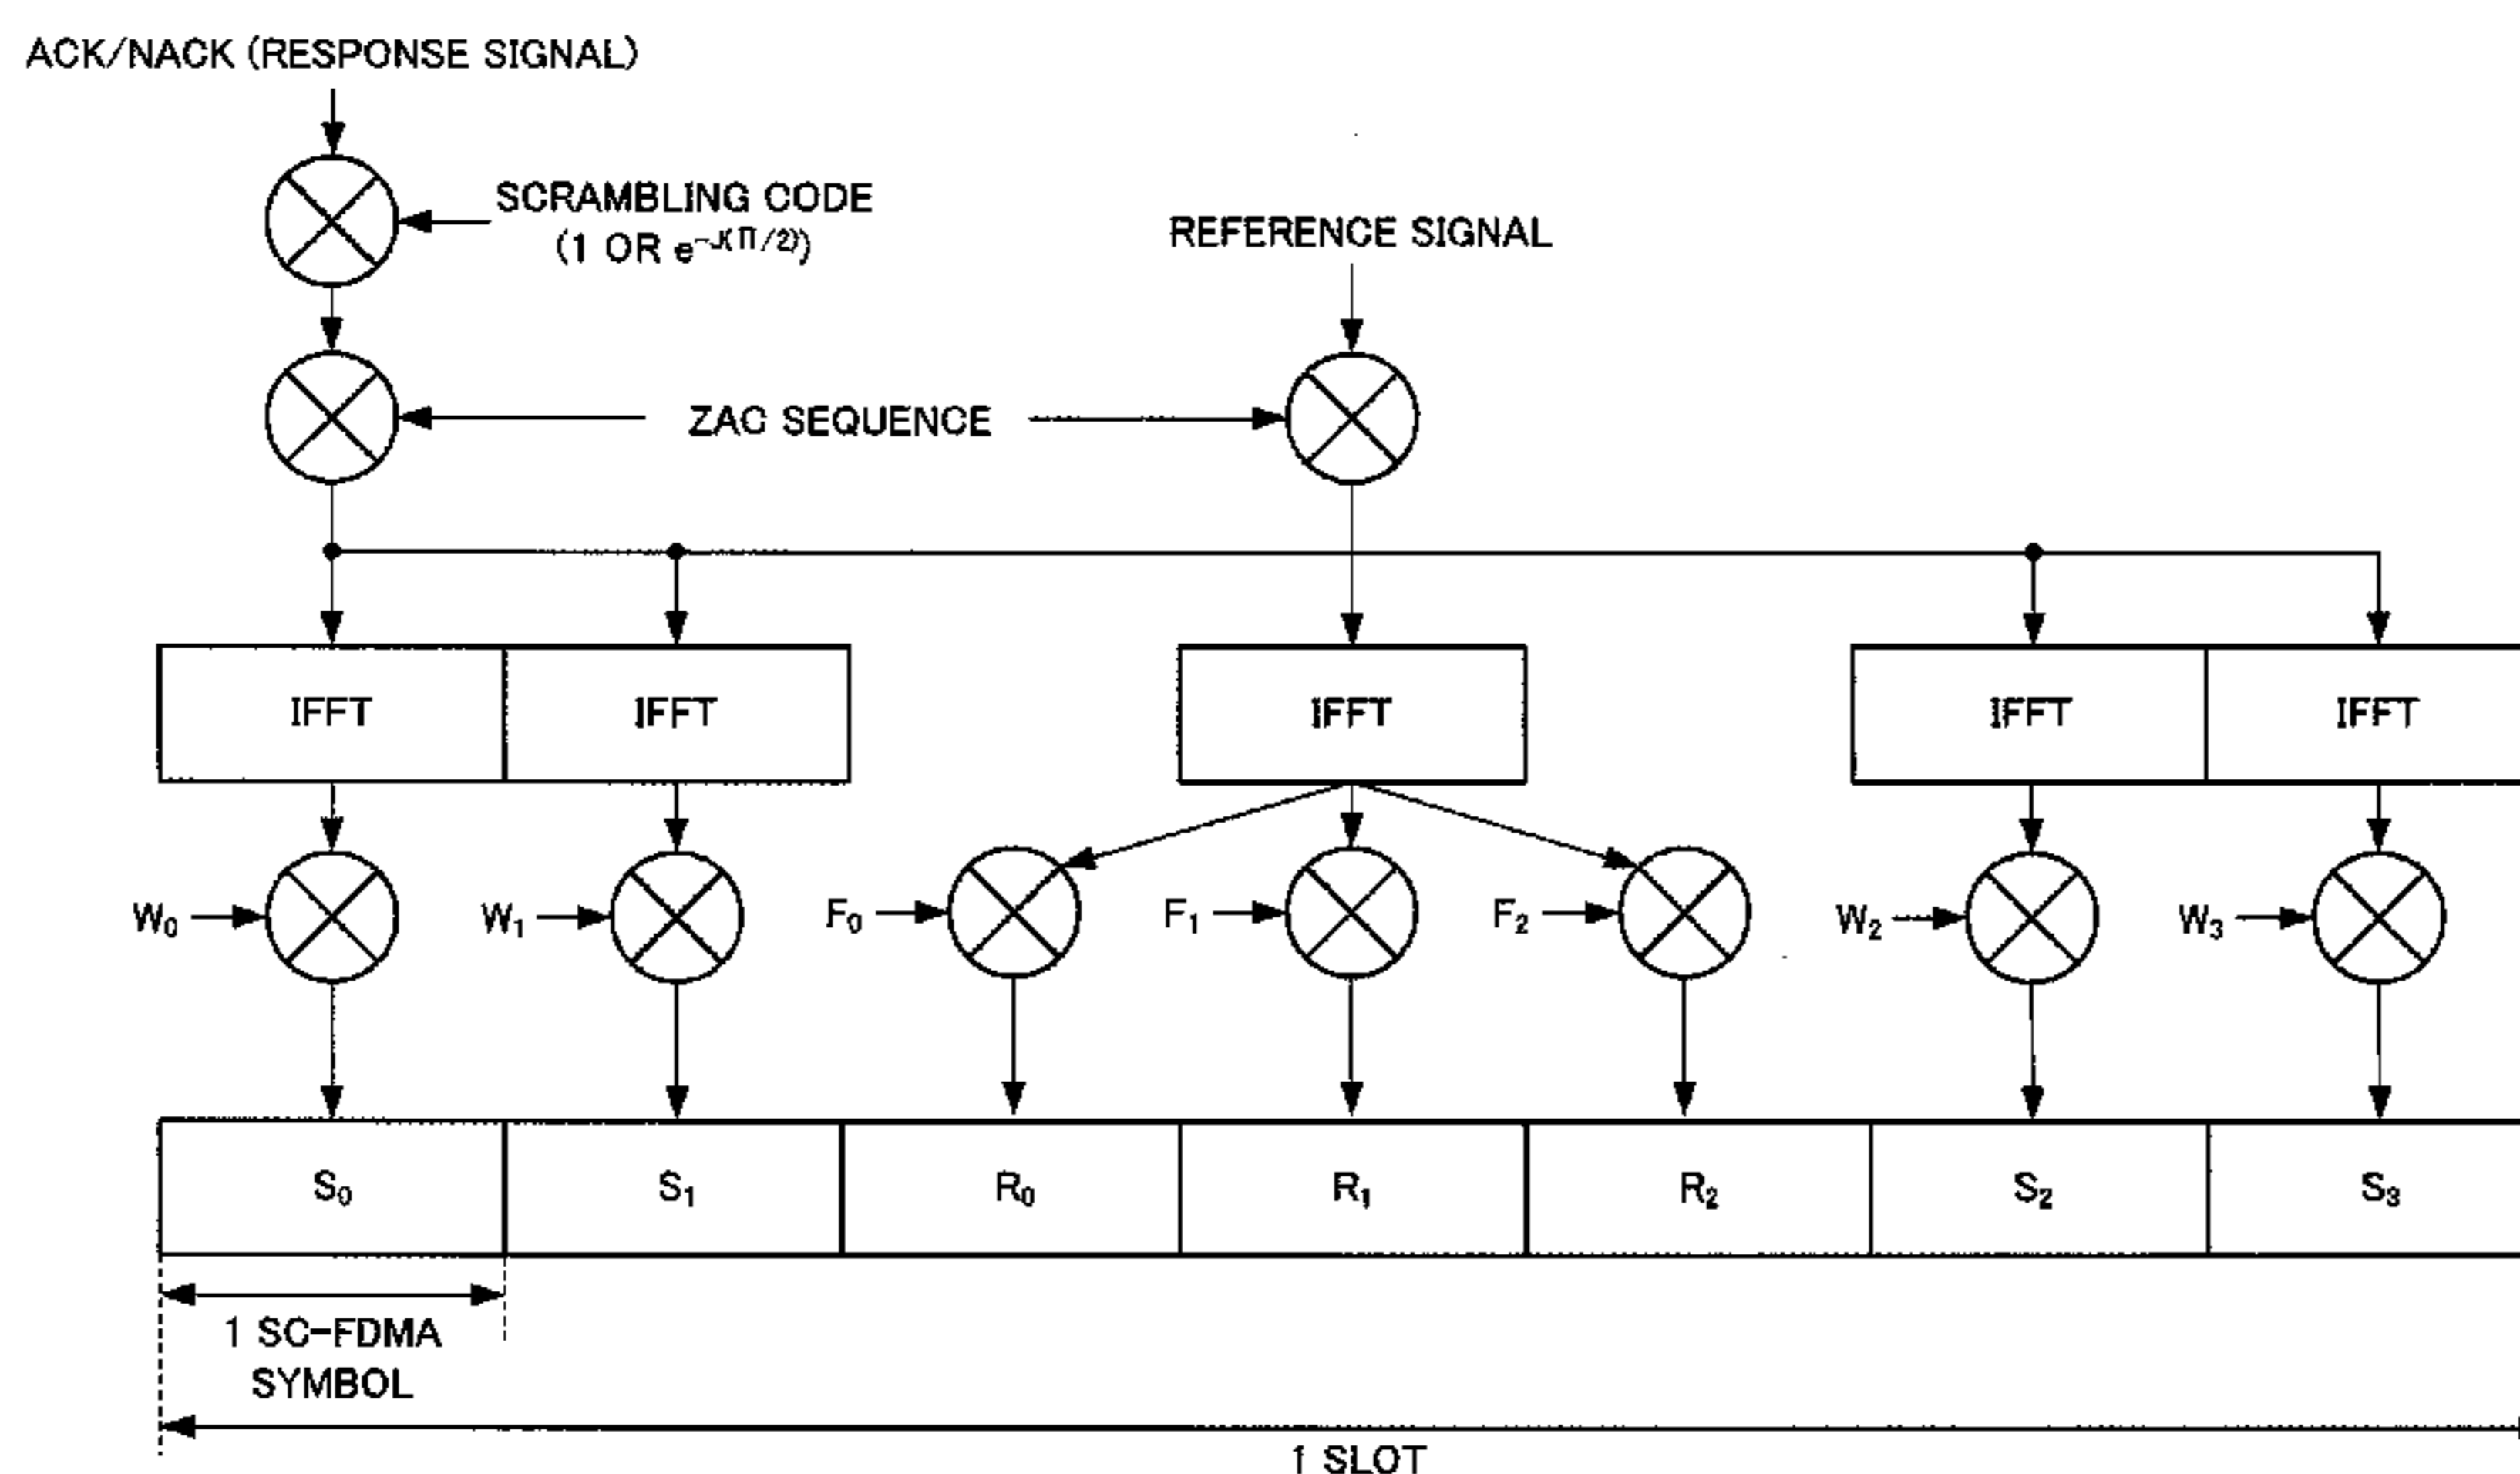 ACK/NACK (RESPONSE SIGNAL)
SCRAMBLING CODE
(1 OR e^-J(π/2))
REFERENCE SIGNAL
ZAC SEQUENCE
IFFT IFFT IFFT IFFT IFFT
W0 W1 F0 F1 F2 W2 W3
S0 S1 R0 R1 R2 S2 S3
1 SC-FDMA
SYMBOL
1 SLOT